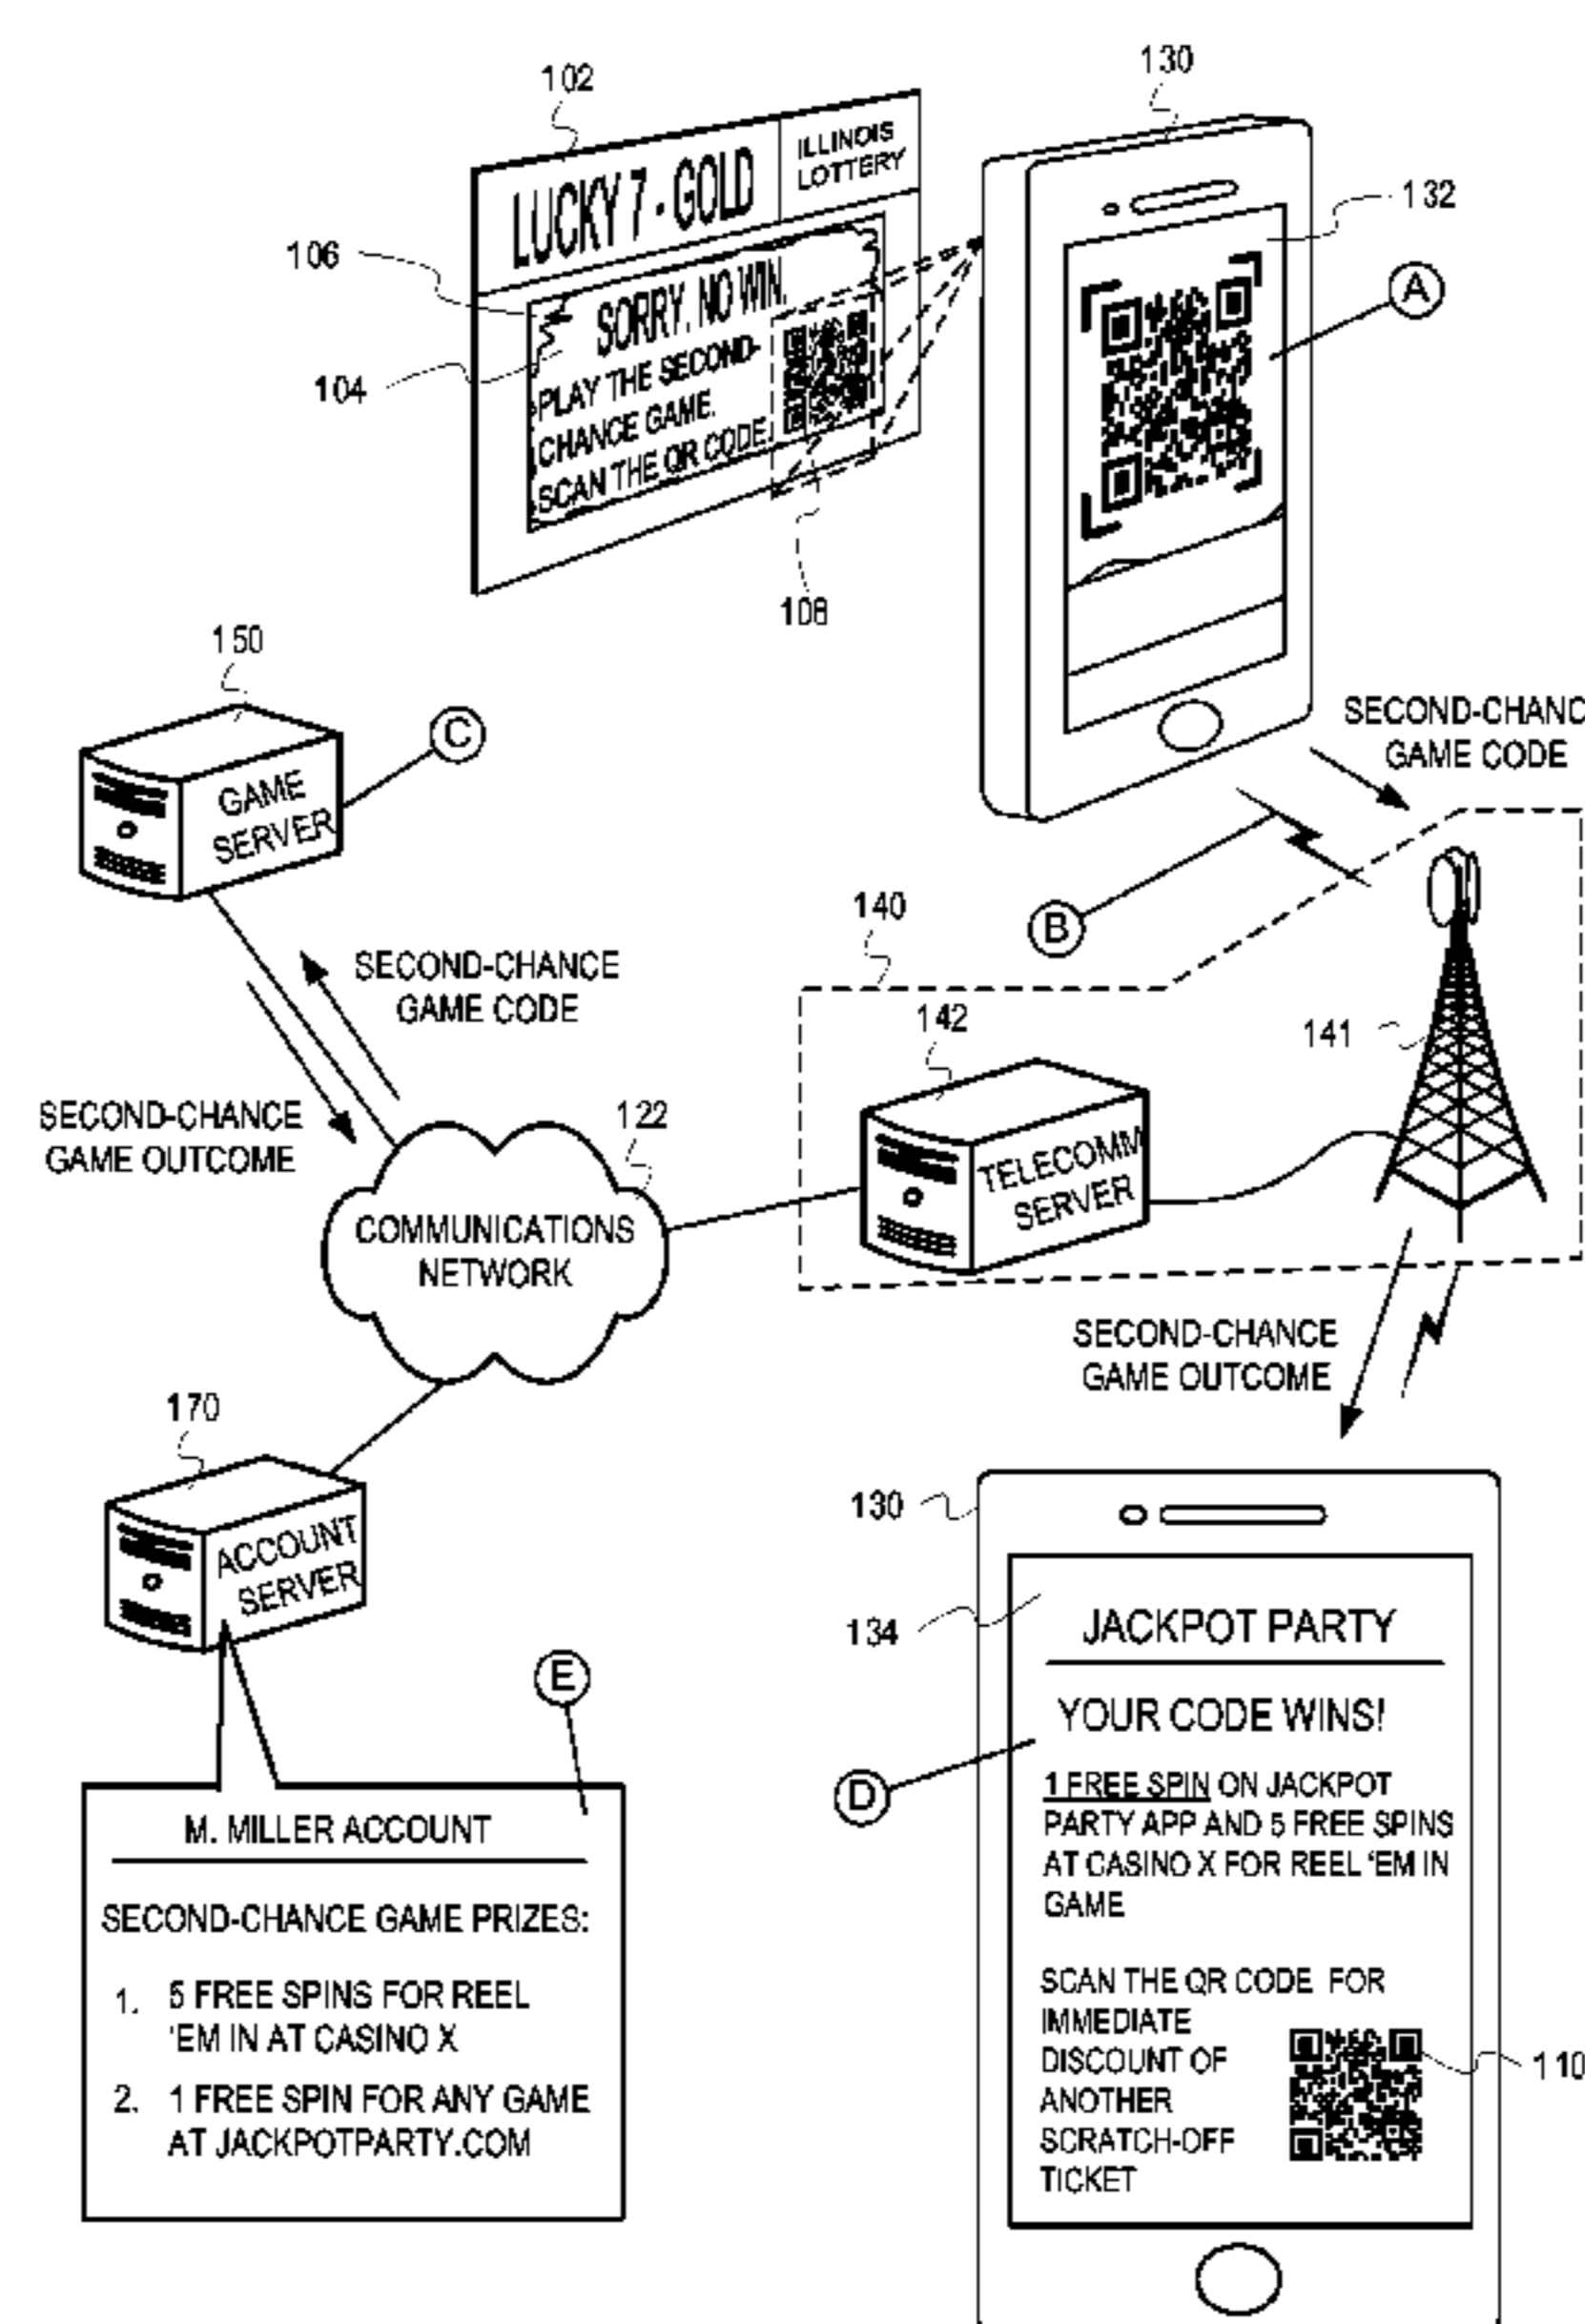 102
130
LUCKY 7 - GOLD
ILLINOIS
LOTTERY
132
106
SORRY. NO WIN.
A
104
PLAY THE SECOND-
CHANCE GAME.
SCAN THE QR CODE.
108
150
C
SECOND-CHANC
GAME CODE
GAME
SERVER
140
B
SECOND-CHANCE
GAME CODE
142
141
SECOND-CHANCE
GAME OUTCOME
122
TELECOMM
SERVER
COMMUNICATIONS
NETWORK
SECOND-CHANCE
GAME OUTCOME
170
130
ACCOUNT
SERVER
134
JACKPOT PARTY
E
YOUR CODE WINS!
D
1 FREE SPIN ON JACKPOT
PARTY APP AND 5 FREE SPINS
AT CASINO X FOR REEL 'EM IN
GAME
M. MILLER ACCOUNT
SECOND-CHANCE GAME PRIZES:
1. 5 FREE SPINS FOR REEL
'EM IN AT CASINO X
2. 1 FREE SPIN FOR ANY GAME
AT JACKPOTPARTY.COM
SCAN THE QR CODE FOR
IMMEDIATE
DISCOUNT OF
ANOTHER
SCRATCH-OFF
TICKET
110